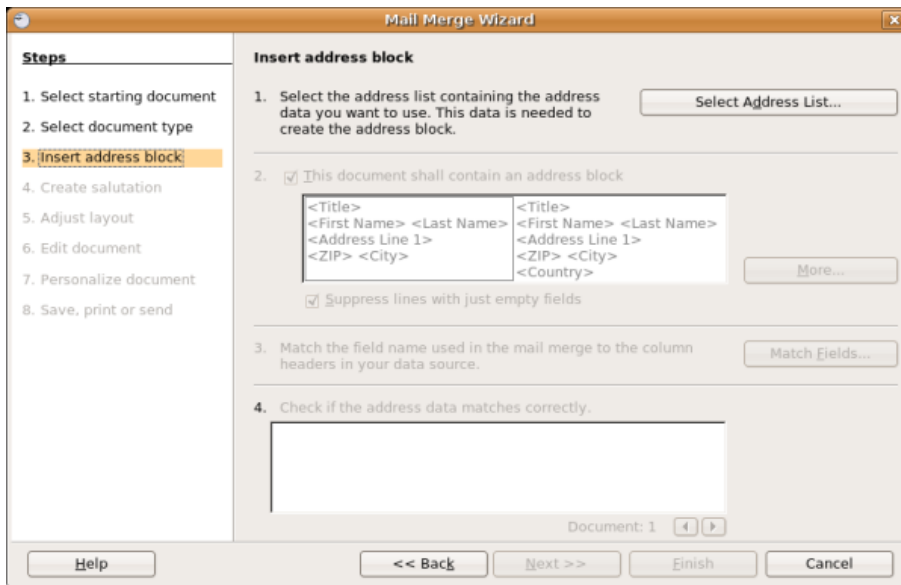 Mail Merge Wizard
Steps
1. Select starting document
2. Select document type
3. Insert address block
4. Create salutation
5. Adjust layout
6. Edit document
7. Personalize document
8. Save, print or send
Insert address block
1. Select the address list containing the address
data you want to use. This data is needed to
create the address block.
Select Address List...
2. This document shall contain an address block
<Title>
<First Name> <Last Name>
<Address Line 1>
<ZIP> <City>
<Title>
<First Name> <Last Name>
<Address Line 1>
<ZIP> <City>
<Country>
More...
Suppress lines with just empty fields
3. Match the field name used in the mail merge to the column
headers in your data source.
Match Fields...
4. Check if the address data matches correctly.
Document: 1
Help
<< Back
Next >>
Finish
Cancel